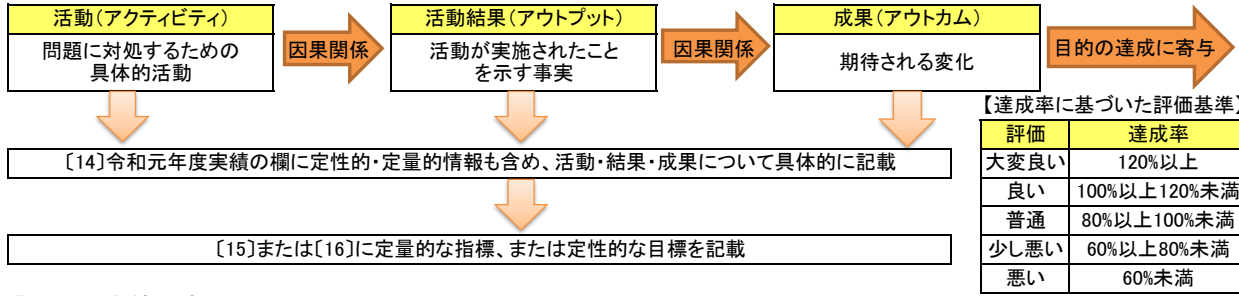 活動(アクティビティ)
問題に対処するための
具体的活動
因果関係
活動結果(アウトプット)
活動が実施されたこと
を示す事実
因果関係
成果(アウトカム)
期待される変化
目的の達成に寄与
〔14〕令和元年度実績の欄に定性的・定量的情報も含め、活動・結果・成果について具体的に記載
〔15〕または〔16〕に定量的な指標、または定性的な目標を記載
【達成率に基づいた評価基準】
評価 達成率
大変良い 120%以上
良い 100%以上120%未満
普通 80%以上100%未満
少し悪い 60%以上80%未満
悪い 60%未満